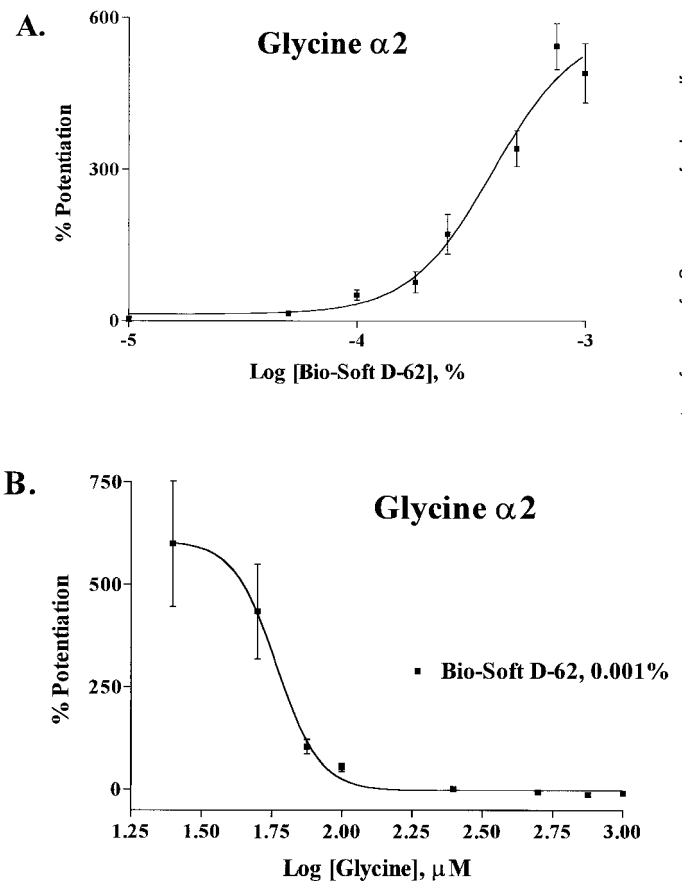 A.
Glycine α2
600
300
0
% Potentiation
-5 -4 -3
Log [Bio-Soft D-62], %
B.
Glycine α2
750
500
250
0
% Potentiation
■ Bio-Soft D-62, 0.001%
1.25 1.50 1.75 2.00 2.25 2.50 2.75 3.00
Log [Glycine], μM